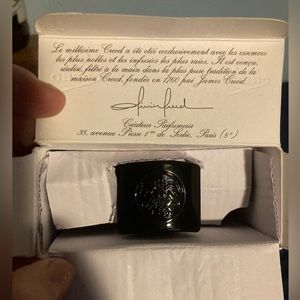 Le millésime Creed a été exclusivement avec les essences
les plus nobles et les infusions les plus rares. Il est conçu,
réalisé, filtré à la main dans la plus pure tradition de la
maison Creed, fondée en 1760 par James Creed.
Créateur Parfumeur
38, avenue Pierre 1er de Serbie, Paris (8e)